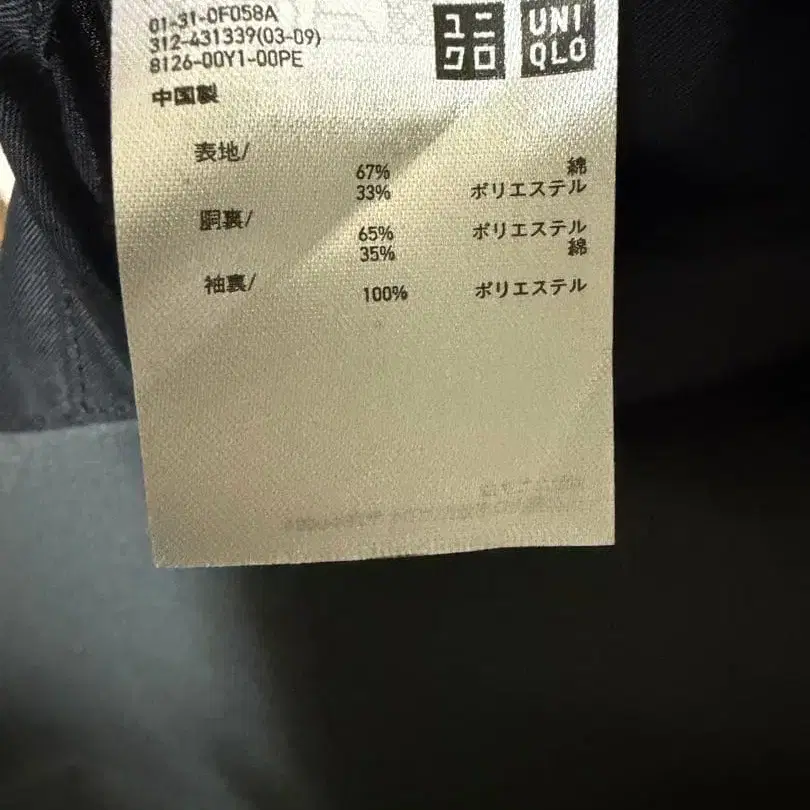 01-31-0F058A
312-431339(03-09)
8126-00Y1-00PE
ユニクロ
UNIQLO
中国製
表地/
67% 綿
33% ポリエステル
胴裏/
65% ポリエステル
35% 綿
袖裏/
100% ポリエステル